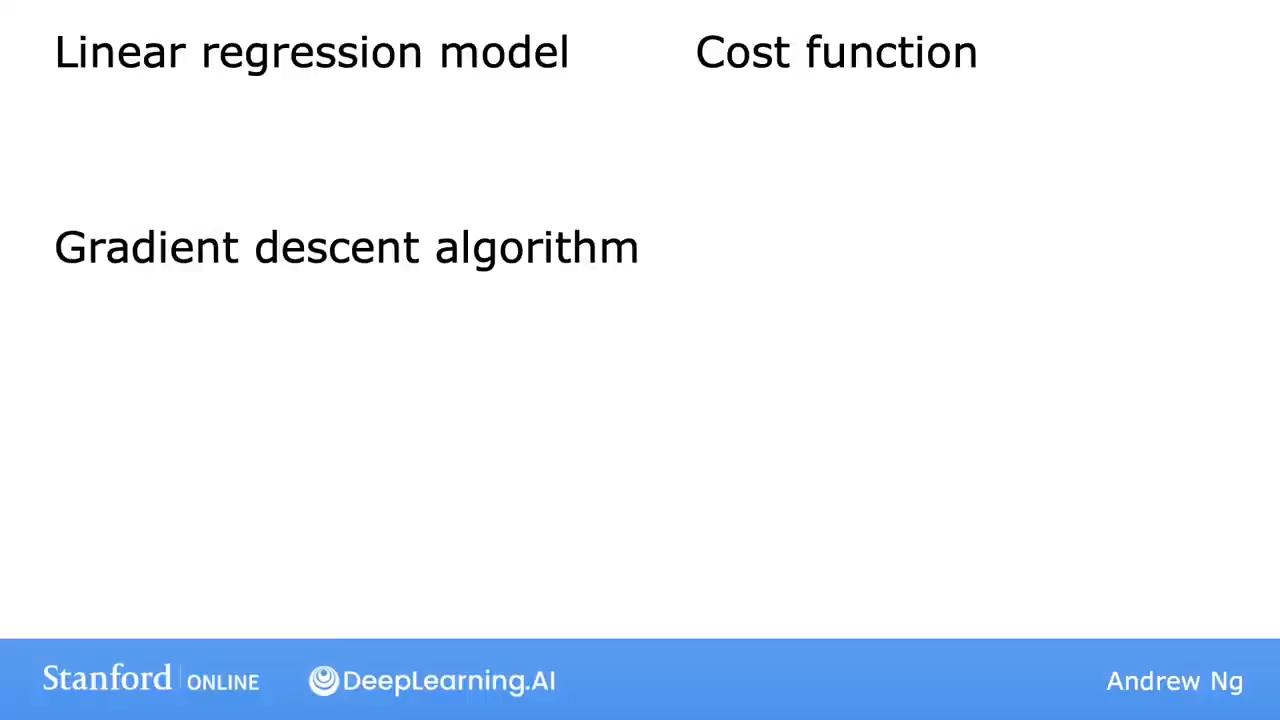 Linear regression model
Cost function
Gradient descent algorithm
Stanford ONLINE
DeepLearning.AI
Andrew Ng